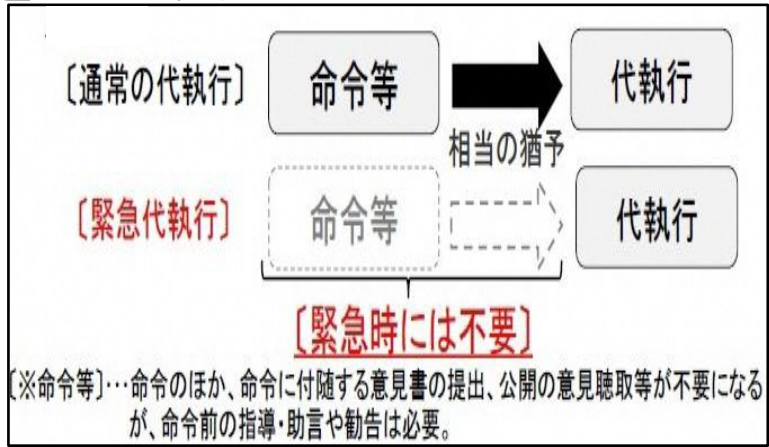 〔通常の代執行〕 命令等 代執行
相当の猶予
〔緊急代執行〕 命令等 代執行
〔緊急時には不要〕
〔※命令等〕…命令のほか、命令に付随する意見書の提出、公開の意見聴取等が不要になる
が、命令前の指導・助言や勧告は必要。